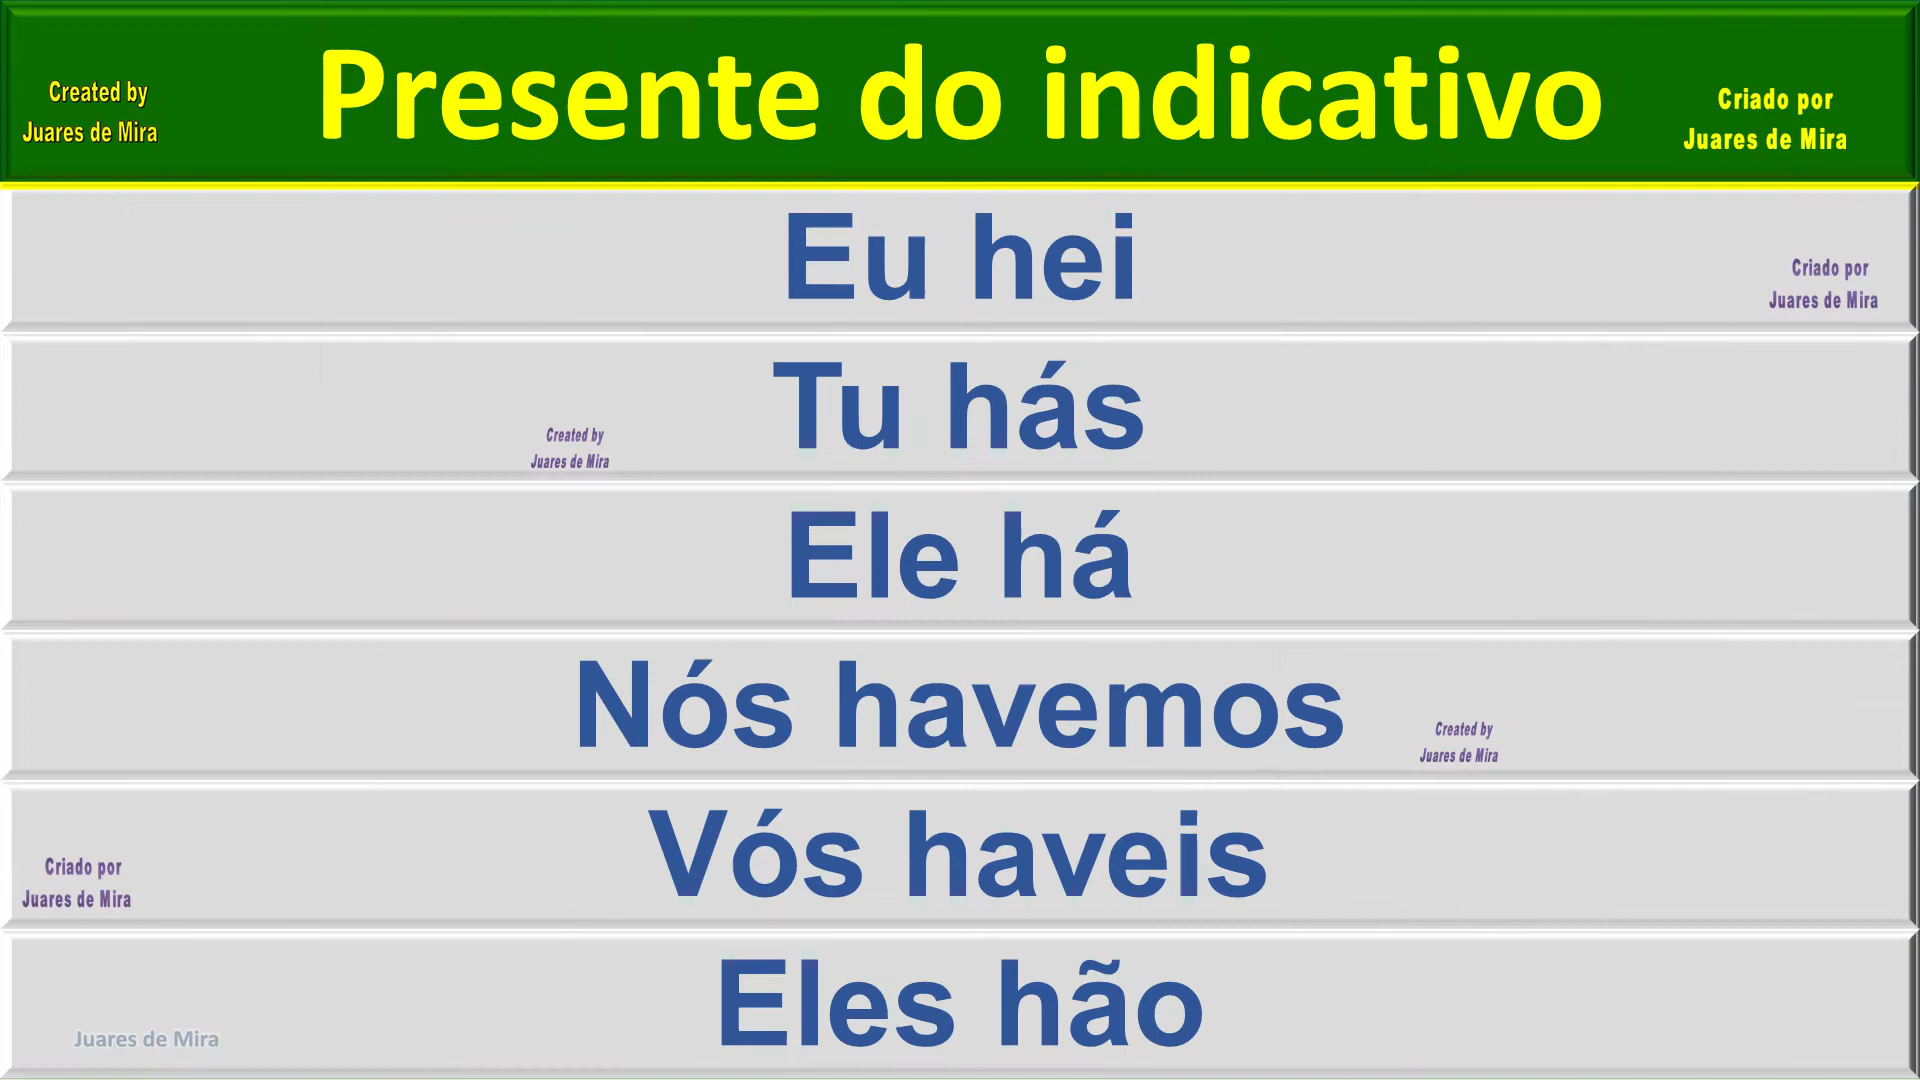 Presente do indicativo
Created by
Juares de Mira
Criado por
Juares de Mira
Eu hei
Criado por
Juares de Mira
Tu hás
Created by
Juares de Mira
Ele há
Nós havemos
Created by
Juares de Mira
Vós haveis
Criado por
Juares de Mira
Eles hão
Juares de Mira